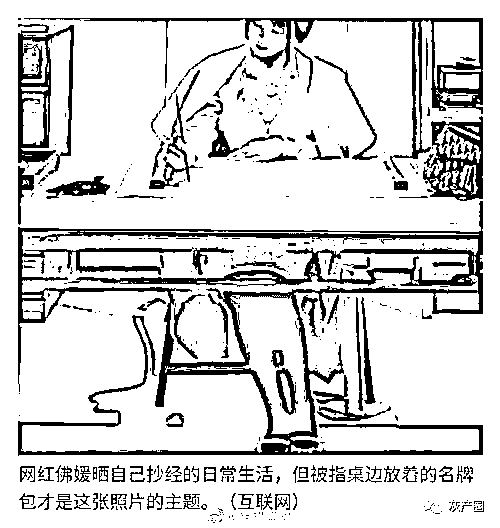 网红佛媛晒自己抄经的日常生活，但被指桌边放着的名牌
包才是这张照片的主题。（互联网）
灰产圈